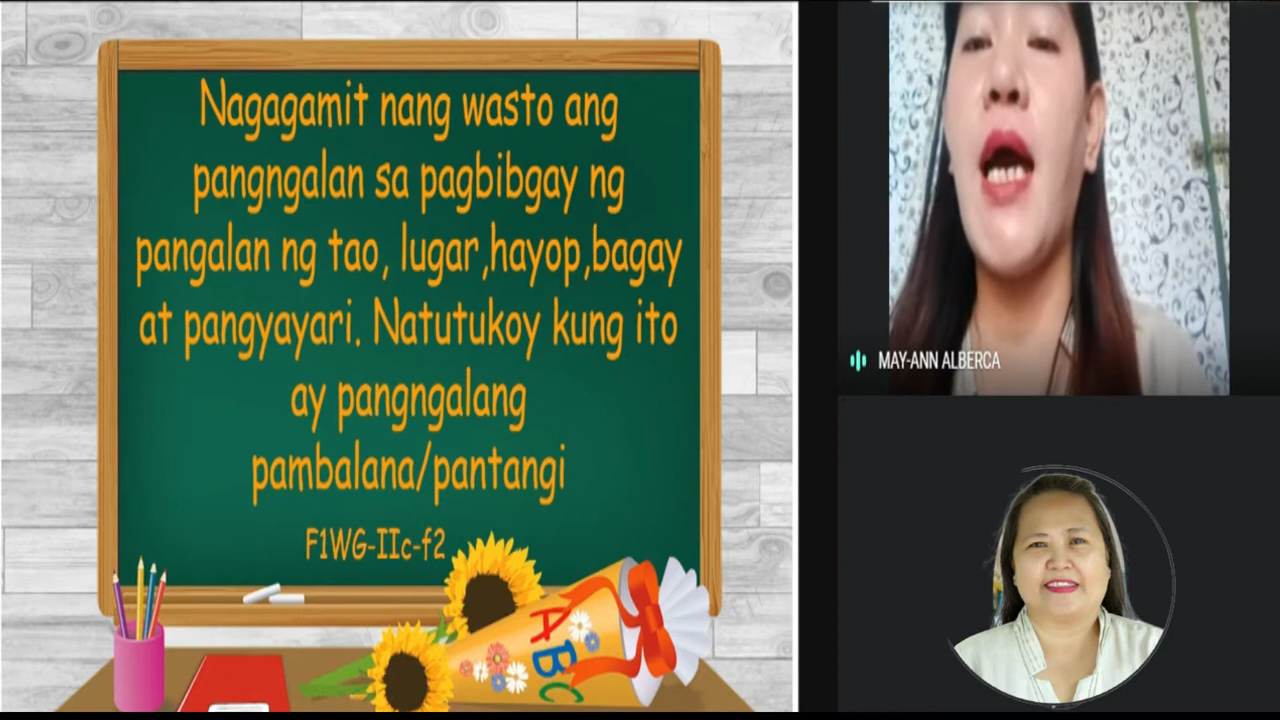 Nagagamit nang wasto ang
pangngalan sa pagbibgay ng
pangalan ng tao, lugar,hayop,bagay
at pangyayari. Natutukoy kung ito
ay pangngalang
pambalana/pantangi
F1WG-IIc-f2
ABC
MAY-ANN ALBERCA